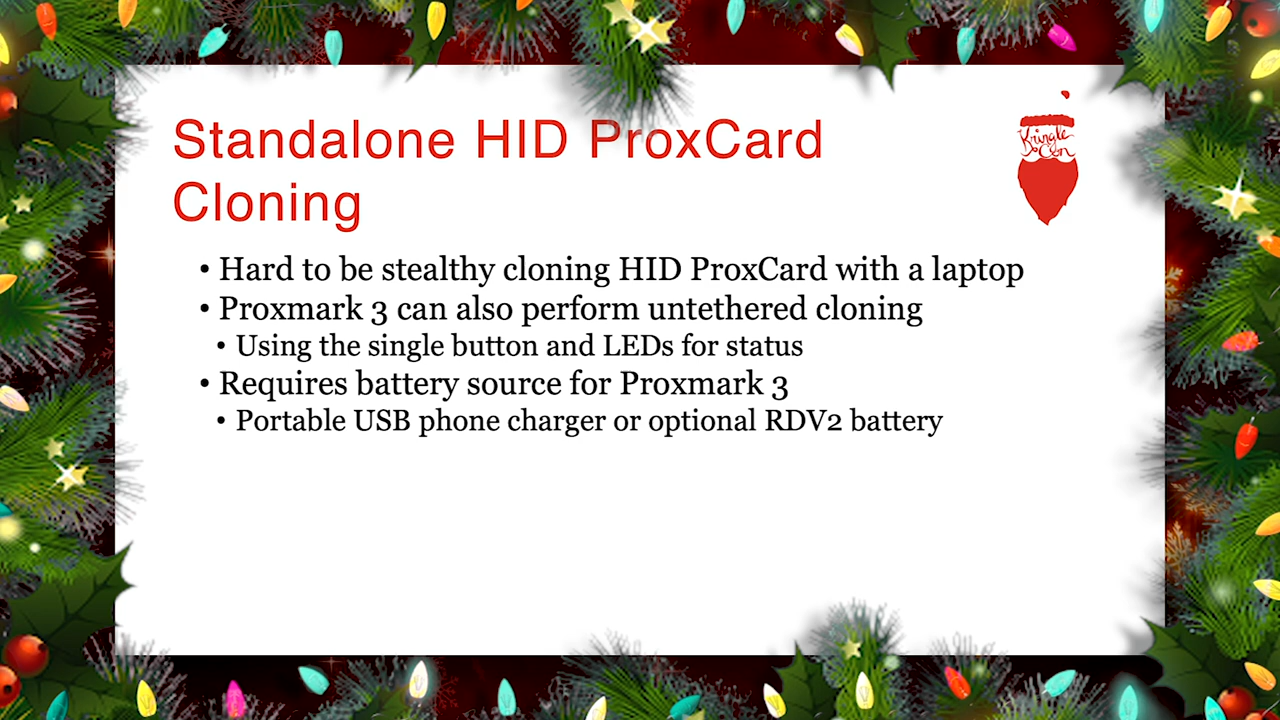 Standalone HID ProxCard
Cloning
Kringle
Con
• Hard to be stealthy cloning HID ProxCard with a laptop
• Proxmark 3 can also perform untethered cloning
• Using the single button and LEDs for status
• Requires battery source for Proxmark 3
• Portable USB phone charger or optional RDV2 battery